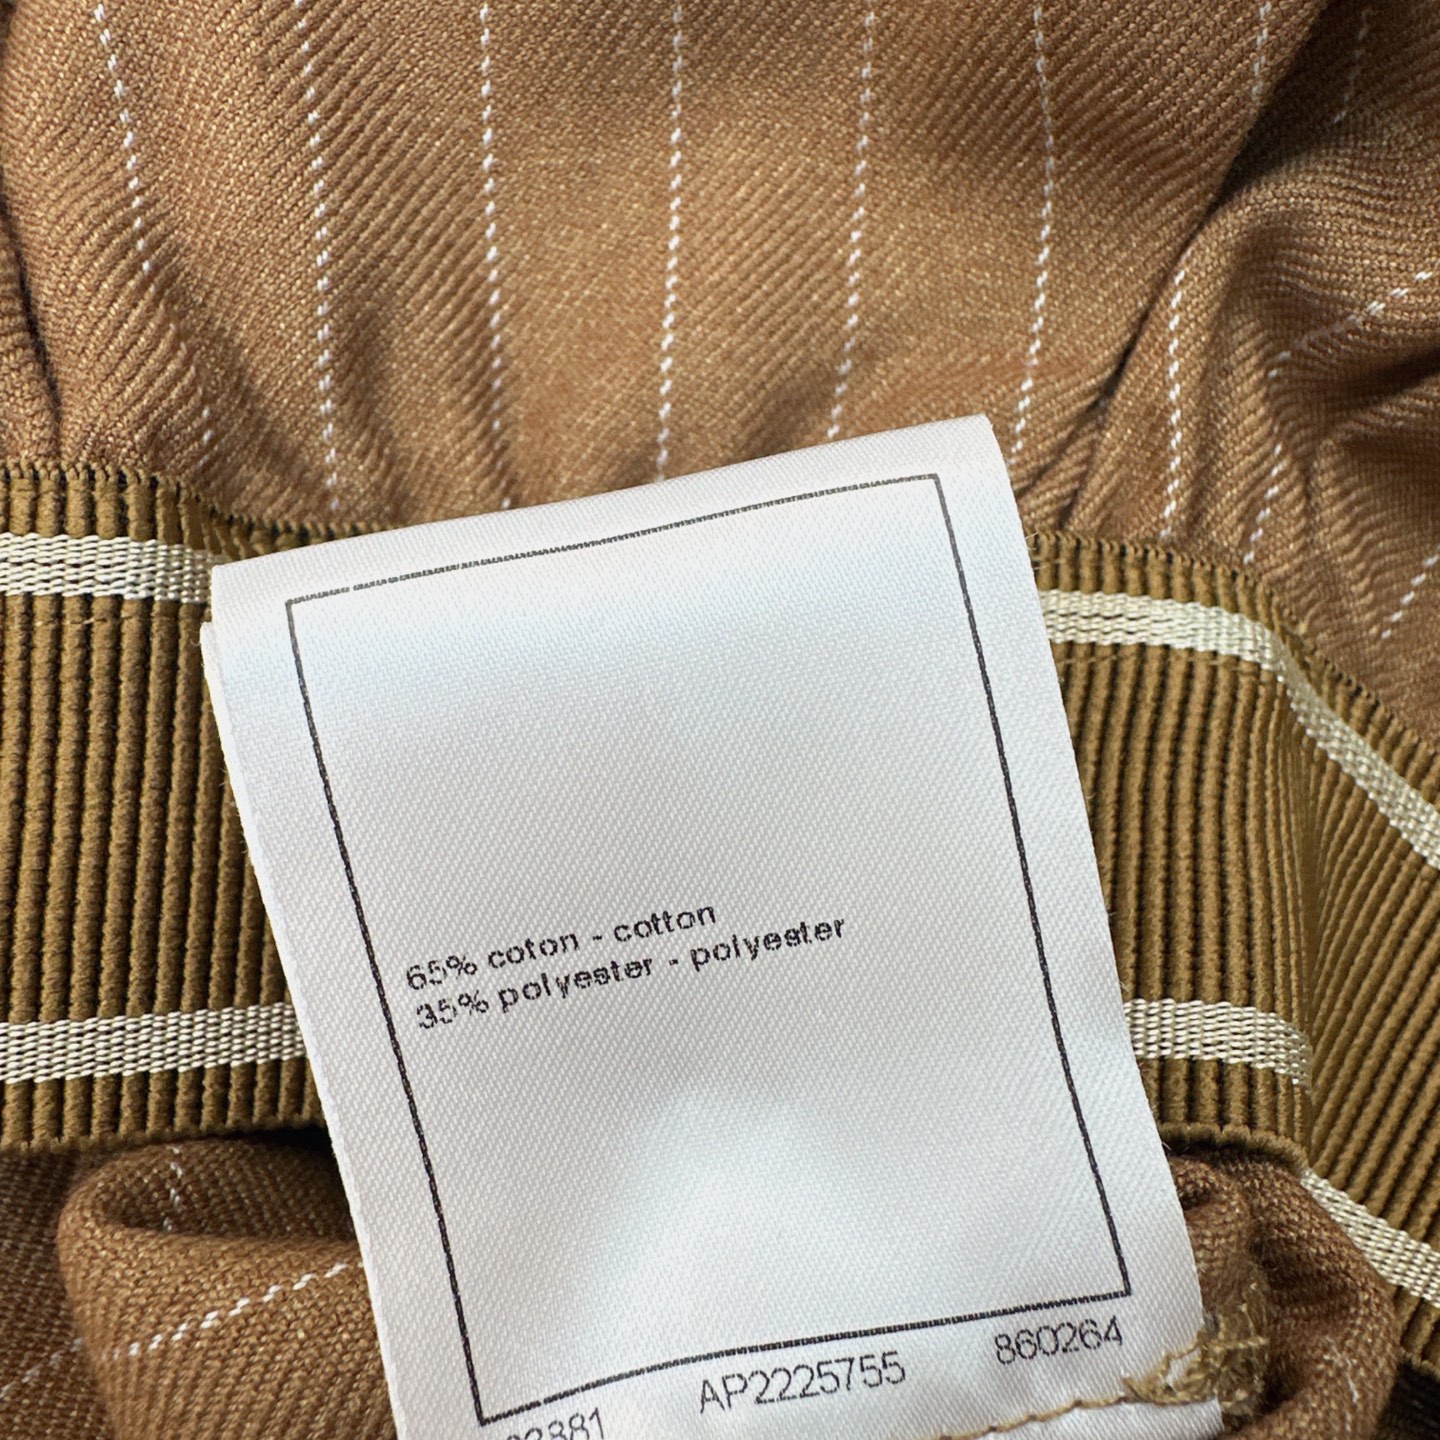 65% coton - cotton
35% polyester - polyester
AP2225755 860264